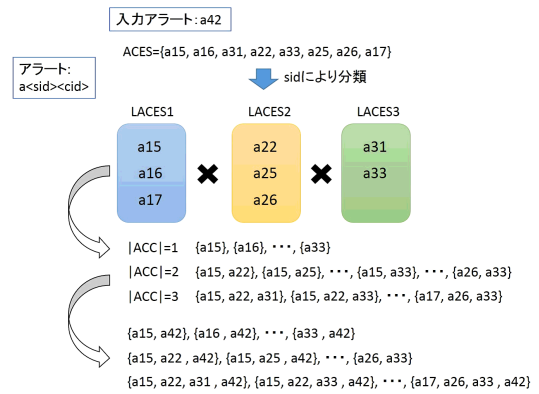 入力アラート：a42
ACES={a15, a16, a31, a22, a33, a25, a26, a17}
アラート：
a<sid><cid>
sidにより分類
LACES1 LACES2 LACES3
a15 a22 a31
a16 a25 a33
a17 a26
|ACC|=1 {a15}, {a16}, ・・・, {a33}
|ACC|=2 {a15, a22}, {a15, a25}, ・・・, {a15, a33}, ・・・, {a26, a33}
|ACC|=3 {a15, a22, a31}, {a15, a22, a33}, ・・・, {a17, a26, a33}
{a15, a42}, {a16 , a42}, ・・・, {a33 , a42}
{a15, a22 , a42}, {a15, a25 , a42}, ・・・, {a26, a33}
{a15, a22, a31 , a42}, {a15, a22, a33 , a42}, ・・・, {a17, a26, a33 , a42}